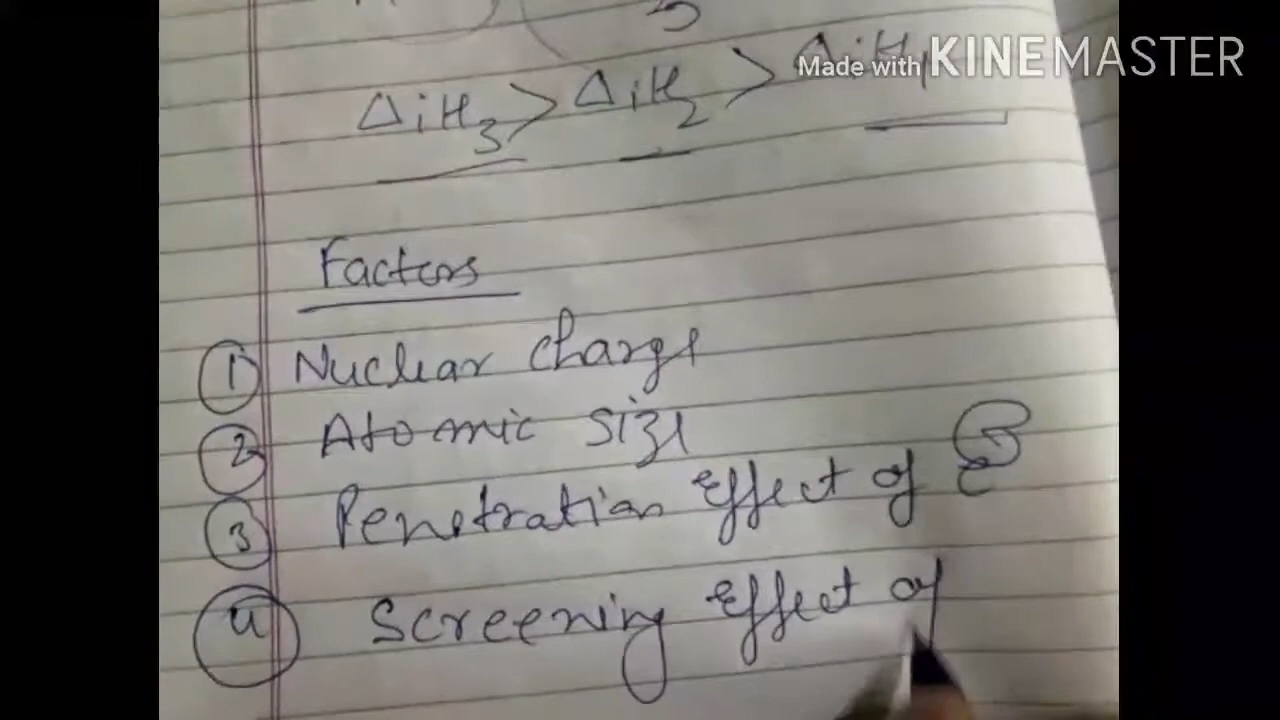 Made with KINEMASTER
ΔiH3 > ΔiH2 > ΔiH1
Factors
1 Nuclear charge
2 Atomic size
3 Penetration Effect of e
4 Screening Effect of